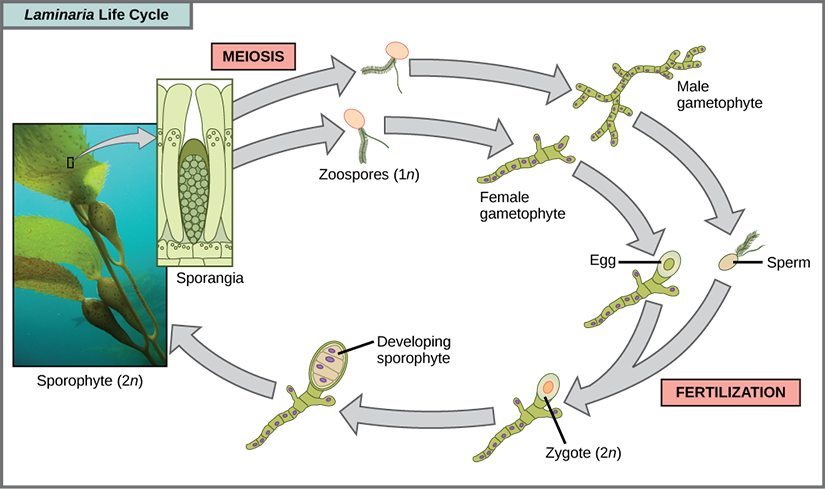 Laminaria Life Cycle
MEIOSIS
Male
gametophyte
Zoospores (1n)
Female
gametophyte
Egg
Sperm
Sporangia
Developing
sporophyte
Sporophyte (2n)
FERTILIZATION
Zygote (2n)